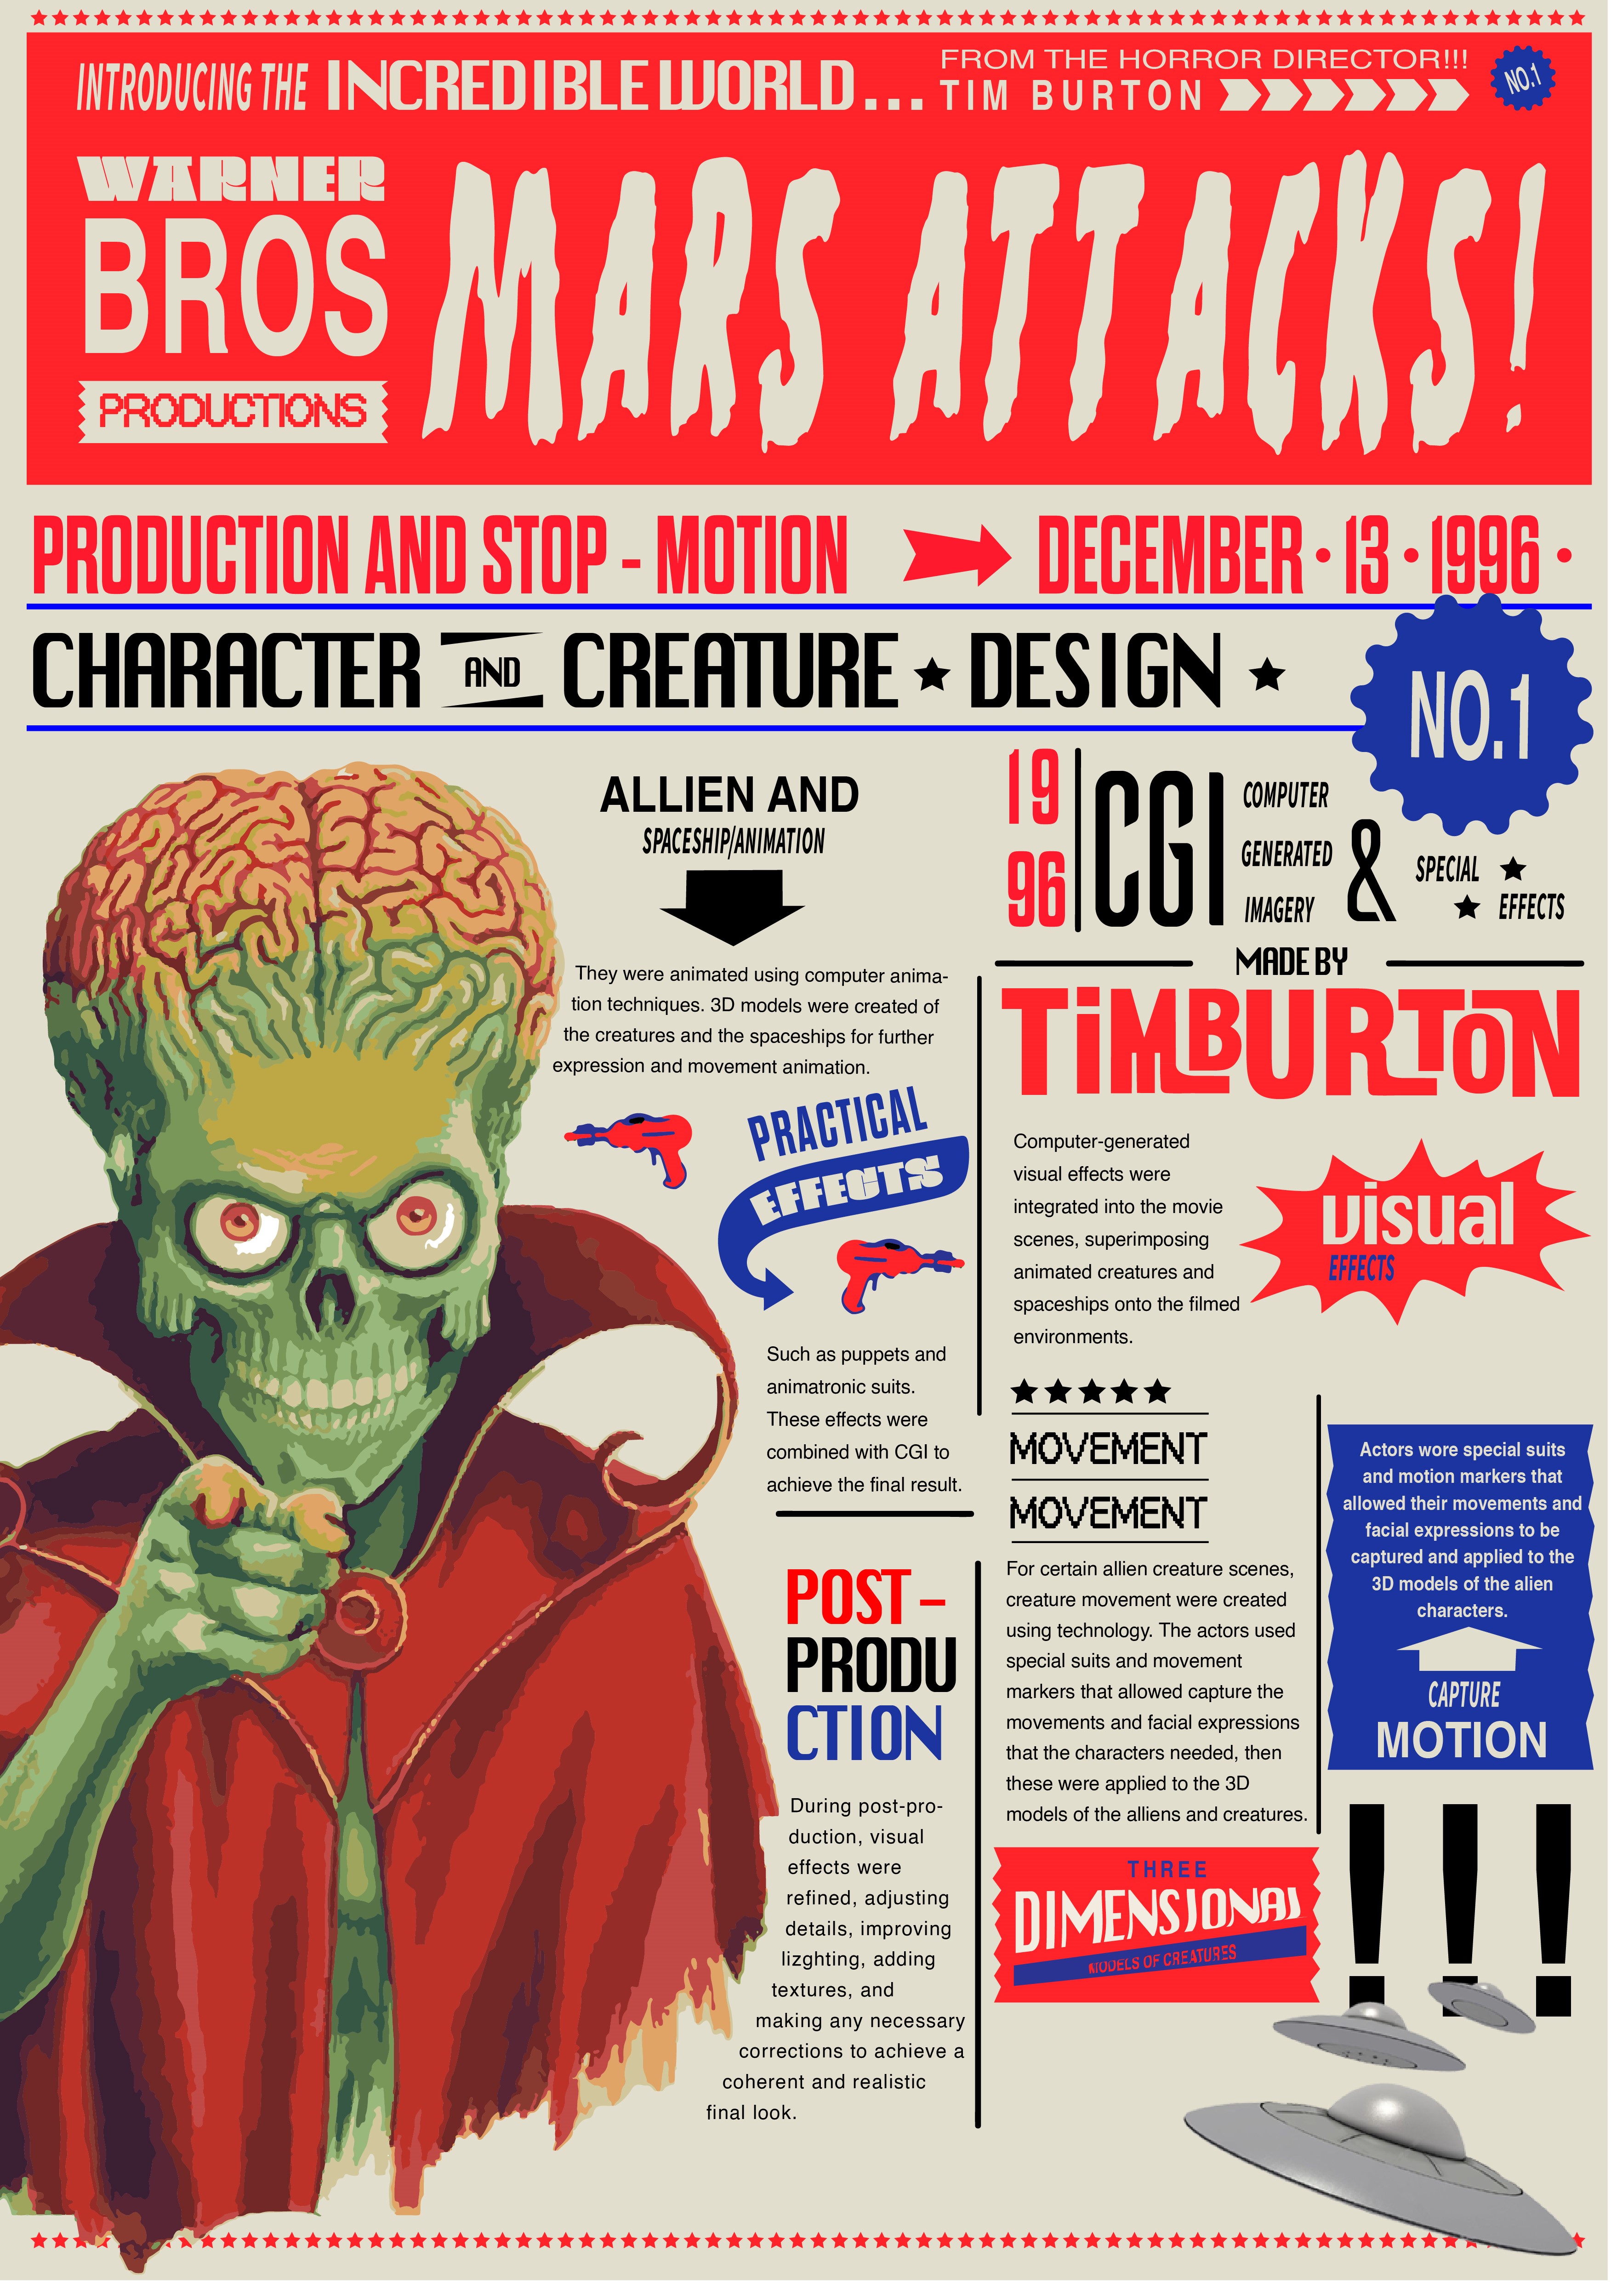 INTRODUCING THE INCREDIBLE WORLD...
FROM THE HORROR DIRECTOR!!!
TIM BURTON
NO.1
WARNER
BROS
PRODUCTIONS
MARS ATTACKS!
PRODUCTION AND STOP - MOTION
DECEMBER · 13 · 1996 ·
CHARACTER AND CREATURE DESIGN
NO.1
ALLIEN AND
SPACESHIP/ANIMATION
They were animated using computer anima-
tion techniques. 3D models were created of
the creatures and the spaceships for further
expression and movement animation.
PRACTICAL
EFFECTS
Such as puppets and
animatronic suits.
These effects were
combined with CGI to
achieve the final result.
POST-
PRODU
CTION
During post-pro-
duction, visual
effects were
refined, adjusting
details, improving
lizghting, adding
textures, and
making any necessary
corrections to achieve a
coherent and realistic
final look.
19
96
CGI
COMPUTER
GENERATED
IMAGERY
&
SPECIAL
EFFECTS
MADE BY
TiMBURTON
Computer-generated
visual effects were
integrated into the movie
scenes, superimposing
animated creatures and
spaceships onto the filmed
environments.
visual
EFFECTS
MOVEMENT
MOVEMENT
For certain allien creature scenes,
creature movement were created
using technology. The actors used
special suits and movement
markers that allowed capture the
movements and facial expressions
that the characters needed, then
these were applied to the 3D
models of the alliens and creatures.
Actors wore special suits
and motion markers that
allowed their movements and
facial expressions to be
captured and applied to the
3D models of the alien
characters.
CAPTURE
MOTION
THREE
DIMENSIONAL
MODELS OF CREATURES
!!!